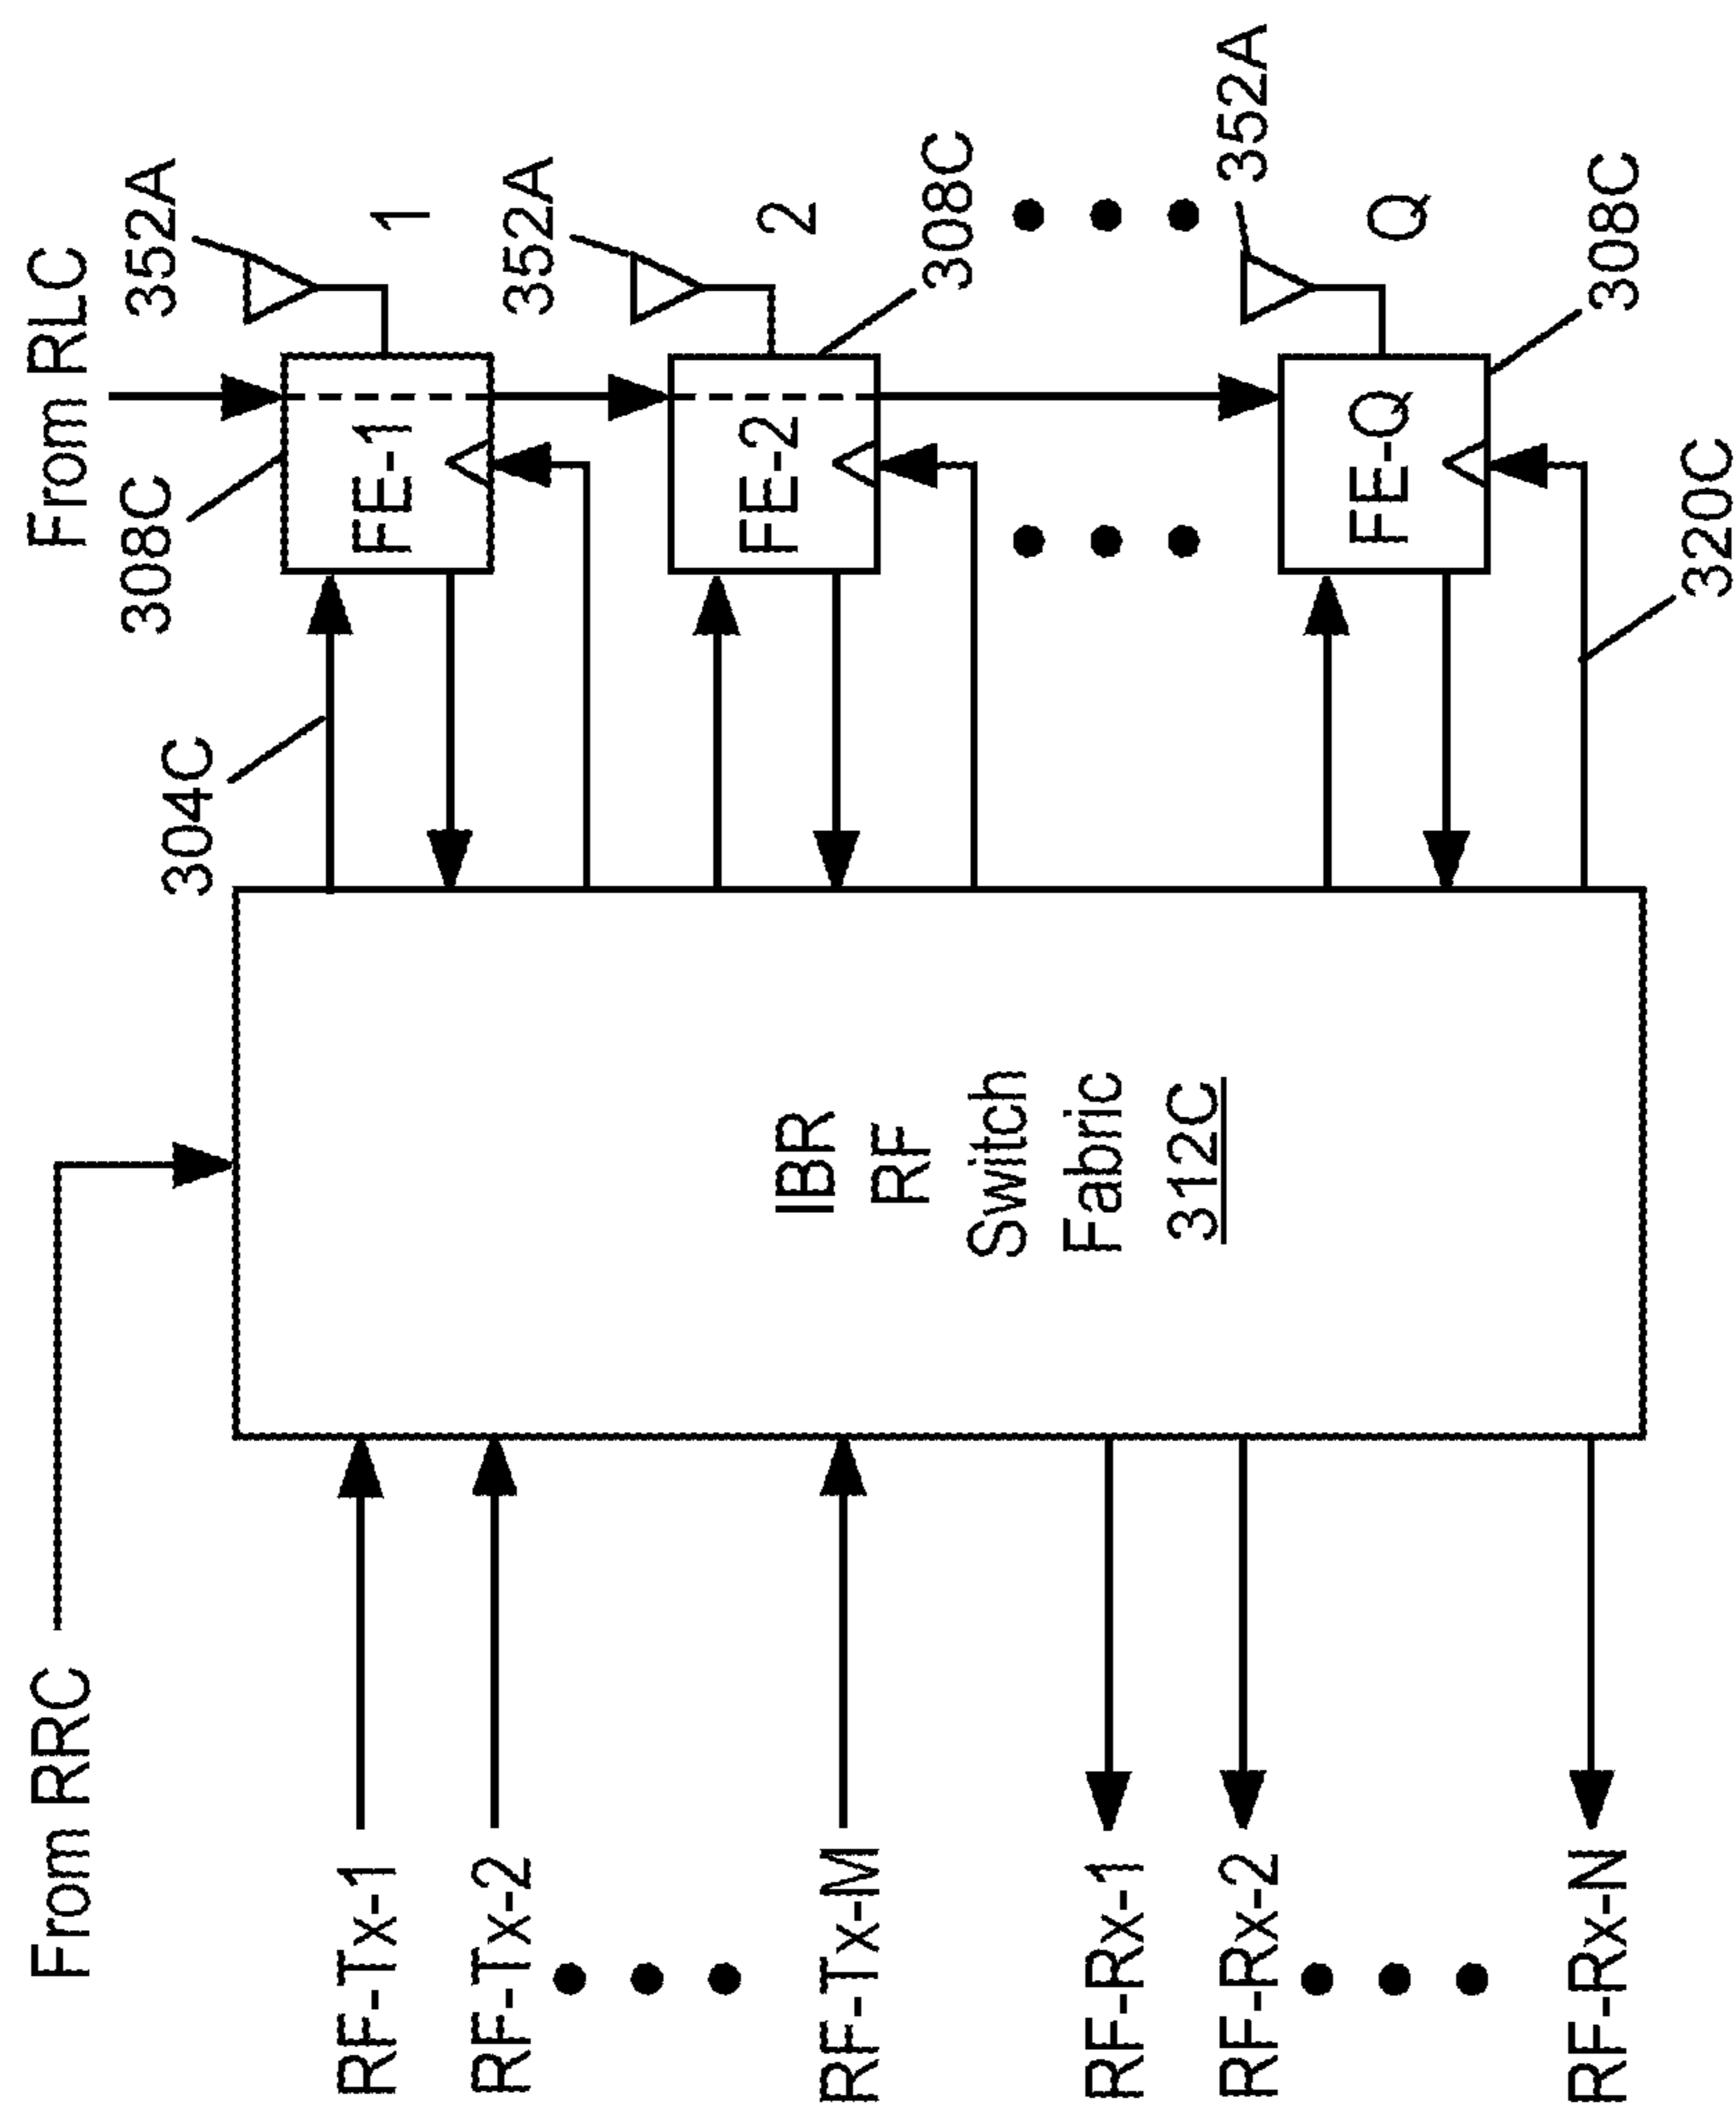 From RRC
From RLC
308C
352A
304C
RF-Tx-1
FE-1
1
RF-Tx-2
352A
FE-2
2
RF-Tx-M
IBR
RF
Switch
Fabric
312C
308C
RF-Rx-1
RF-Rx-2
352A
FE-Q
Q
RF-Rx-N
308C
320C